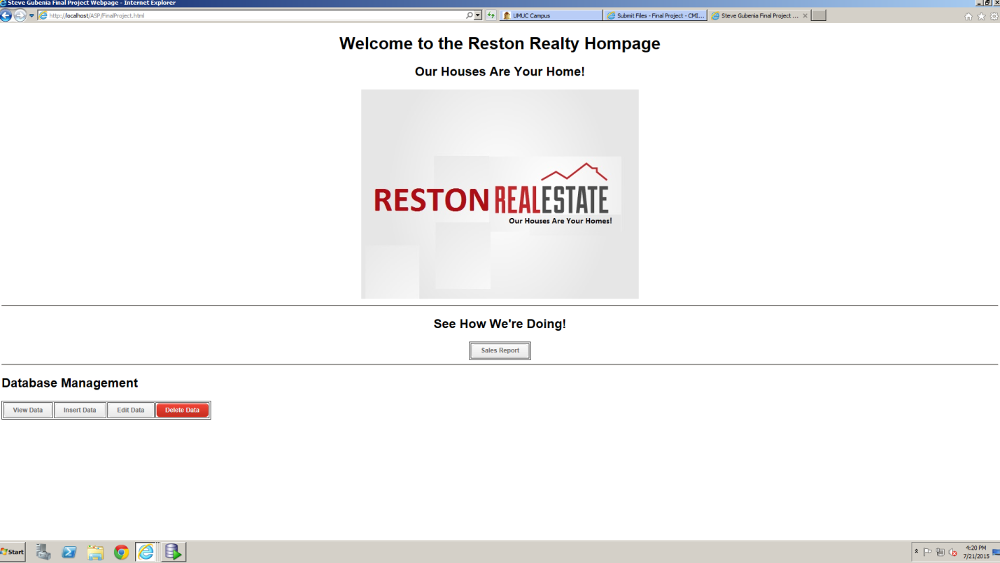 Steve Gubenia Final Project Webpage - Internet Explorer
http://localhost/ASP/FinalProject.html
UMUC Campus
Submit Files - Final Project - CMI...
Steve Gubenia Final Project ...
Welcome to the Reston Realty Hompage
Our Houses Are Your Home!
RESTON REALESTATE
Our Houses Are Your Homes!
See How We're Doing!
Sales Report
Database Management
View Data Insert Data Edit Data Delete Data
Start
4:20 PM
7/21/2015